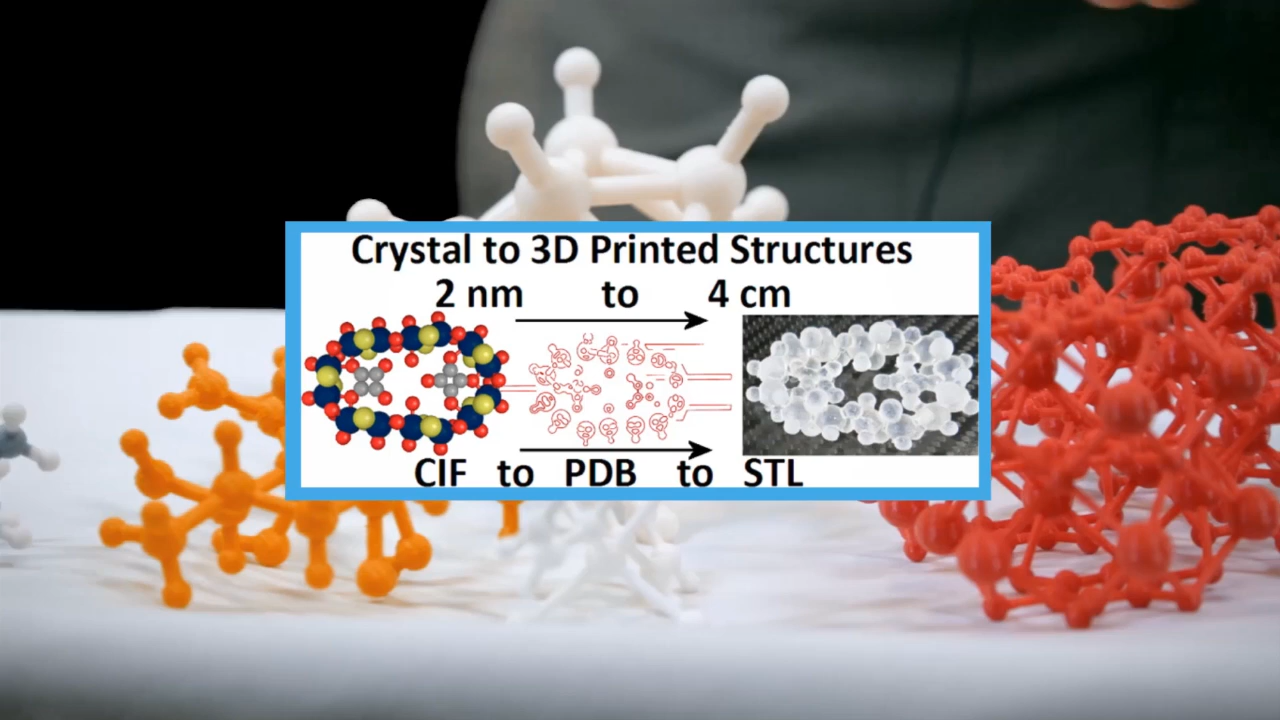 Crystal to 3D Printed Structures
2 nm to 4 cm
CIF to PDB to STL